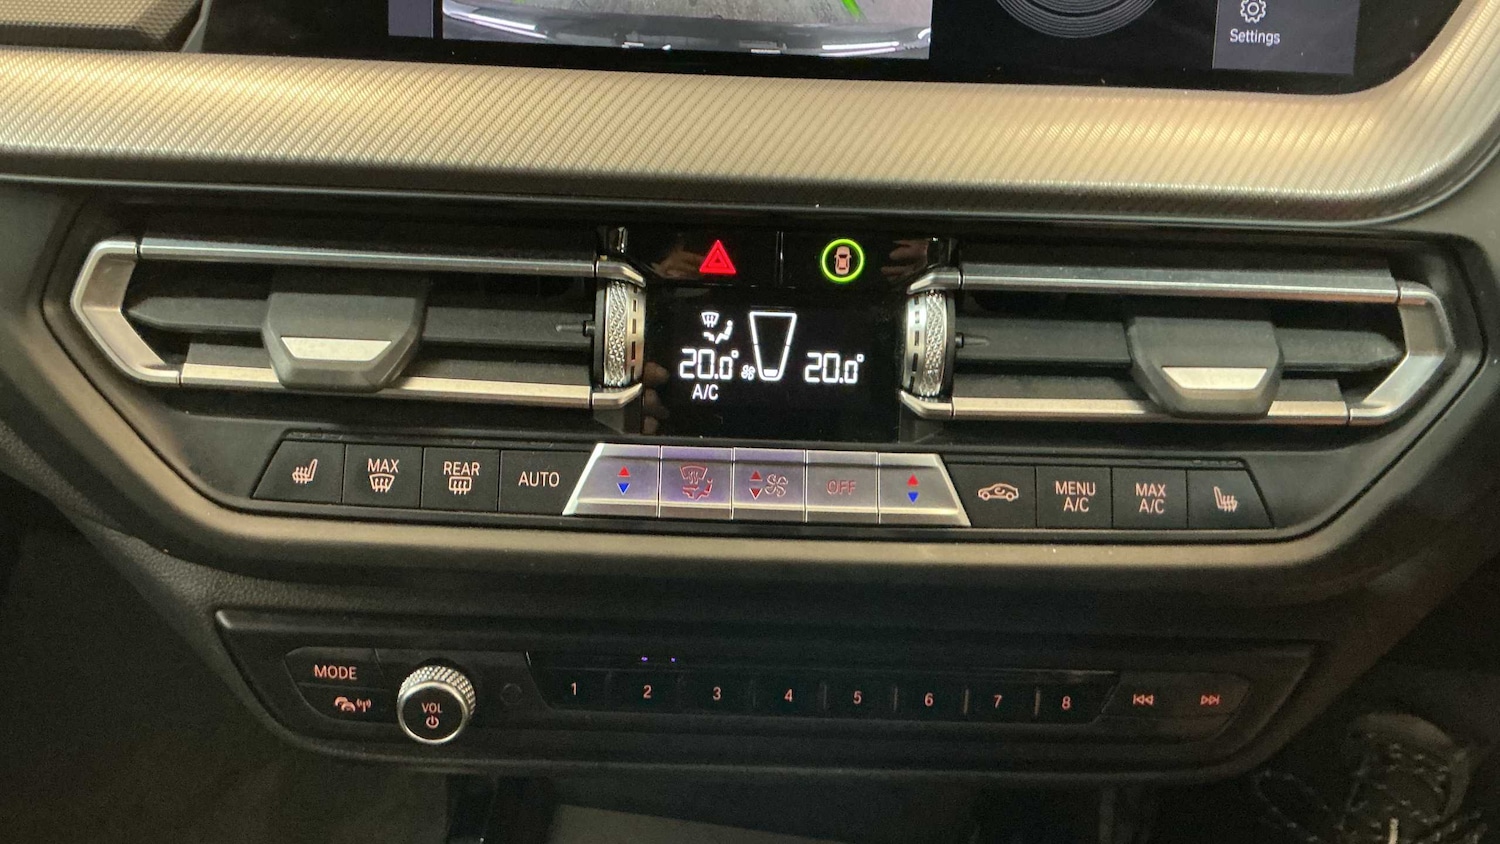 Settings
20.0°
20.0°
A/C
MAX
REAR
AUTO
OFF
MENU
A/C
MAX
A/C
MODE
VOL
1 2 3 4 5 6 7 8